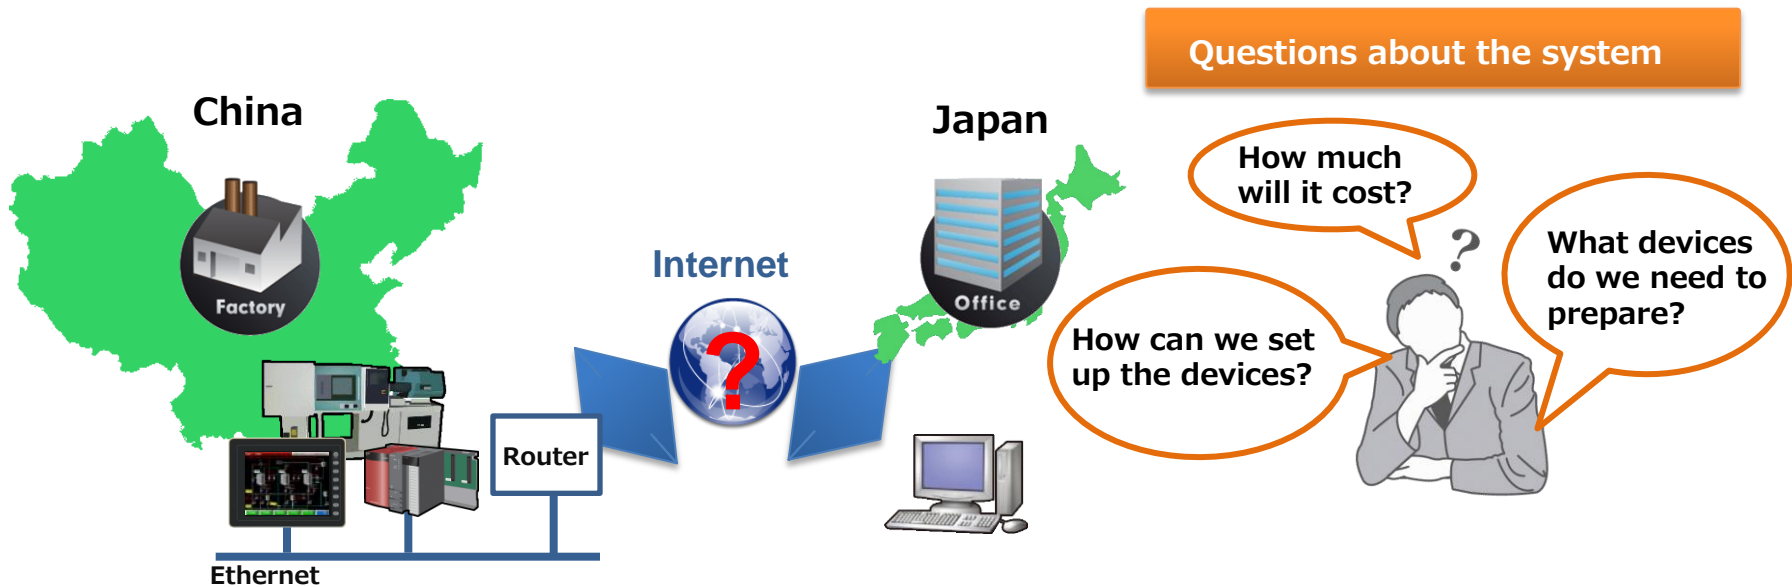 Questions about the system
China
Japan
How much
will it cost?
?
What devices
do we need to
prepare?
Internet
Factory
Office
?
How can we set
up the devices?
Router
Ethernet